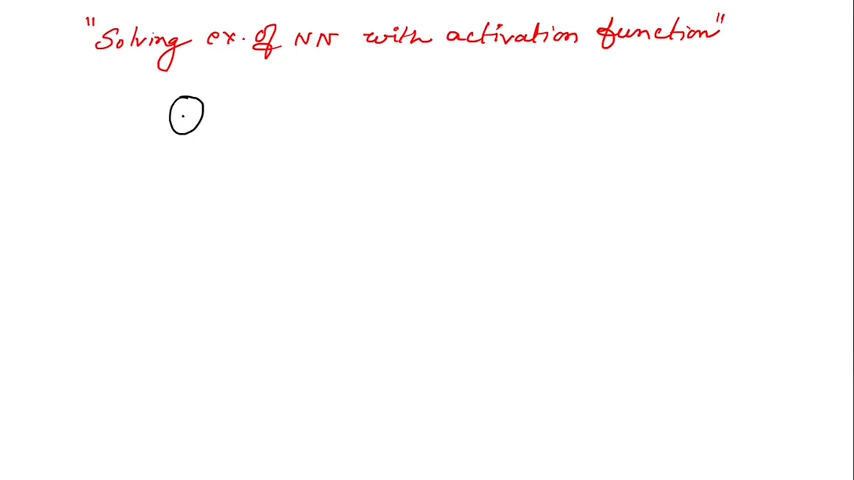 "Solving ex. of NN with activation function"